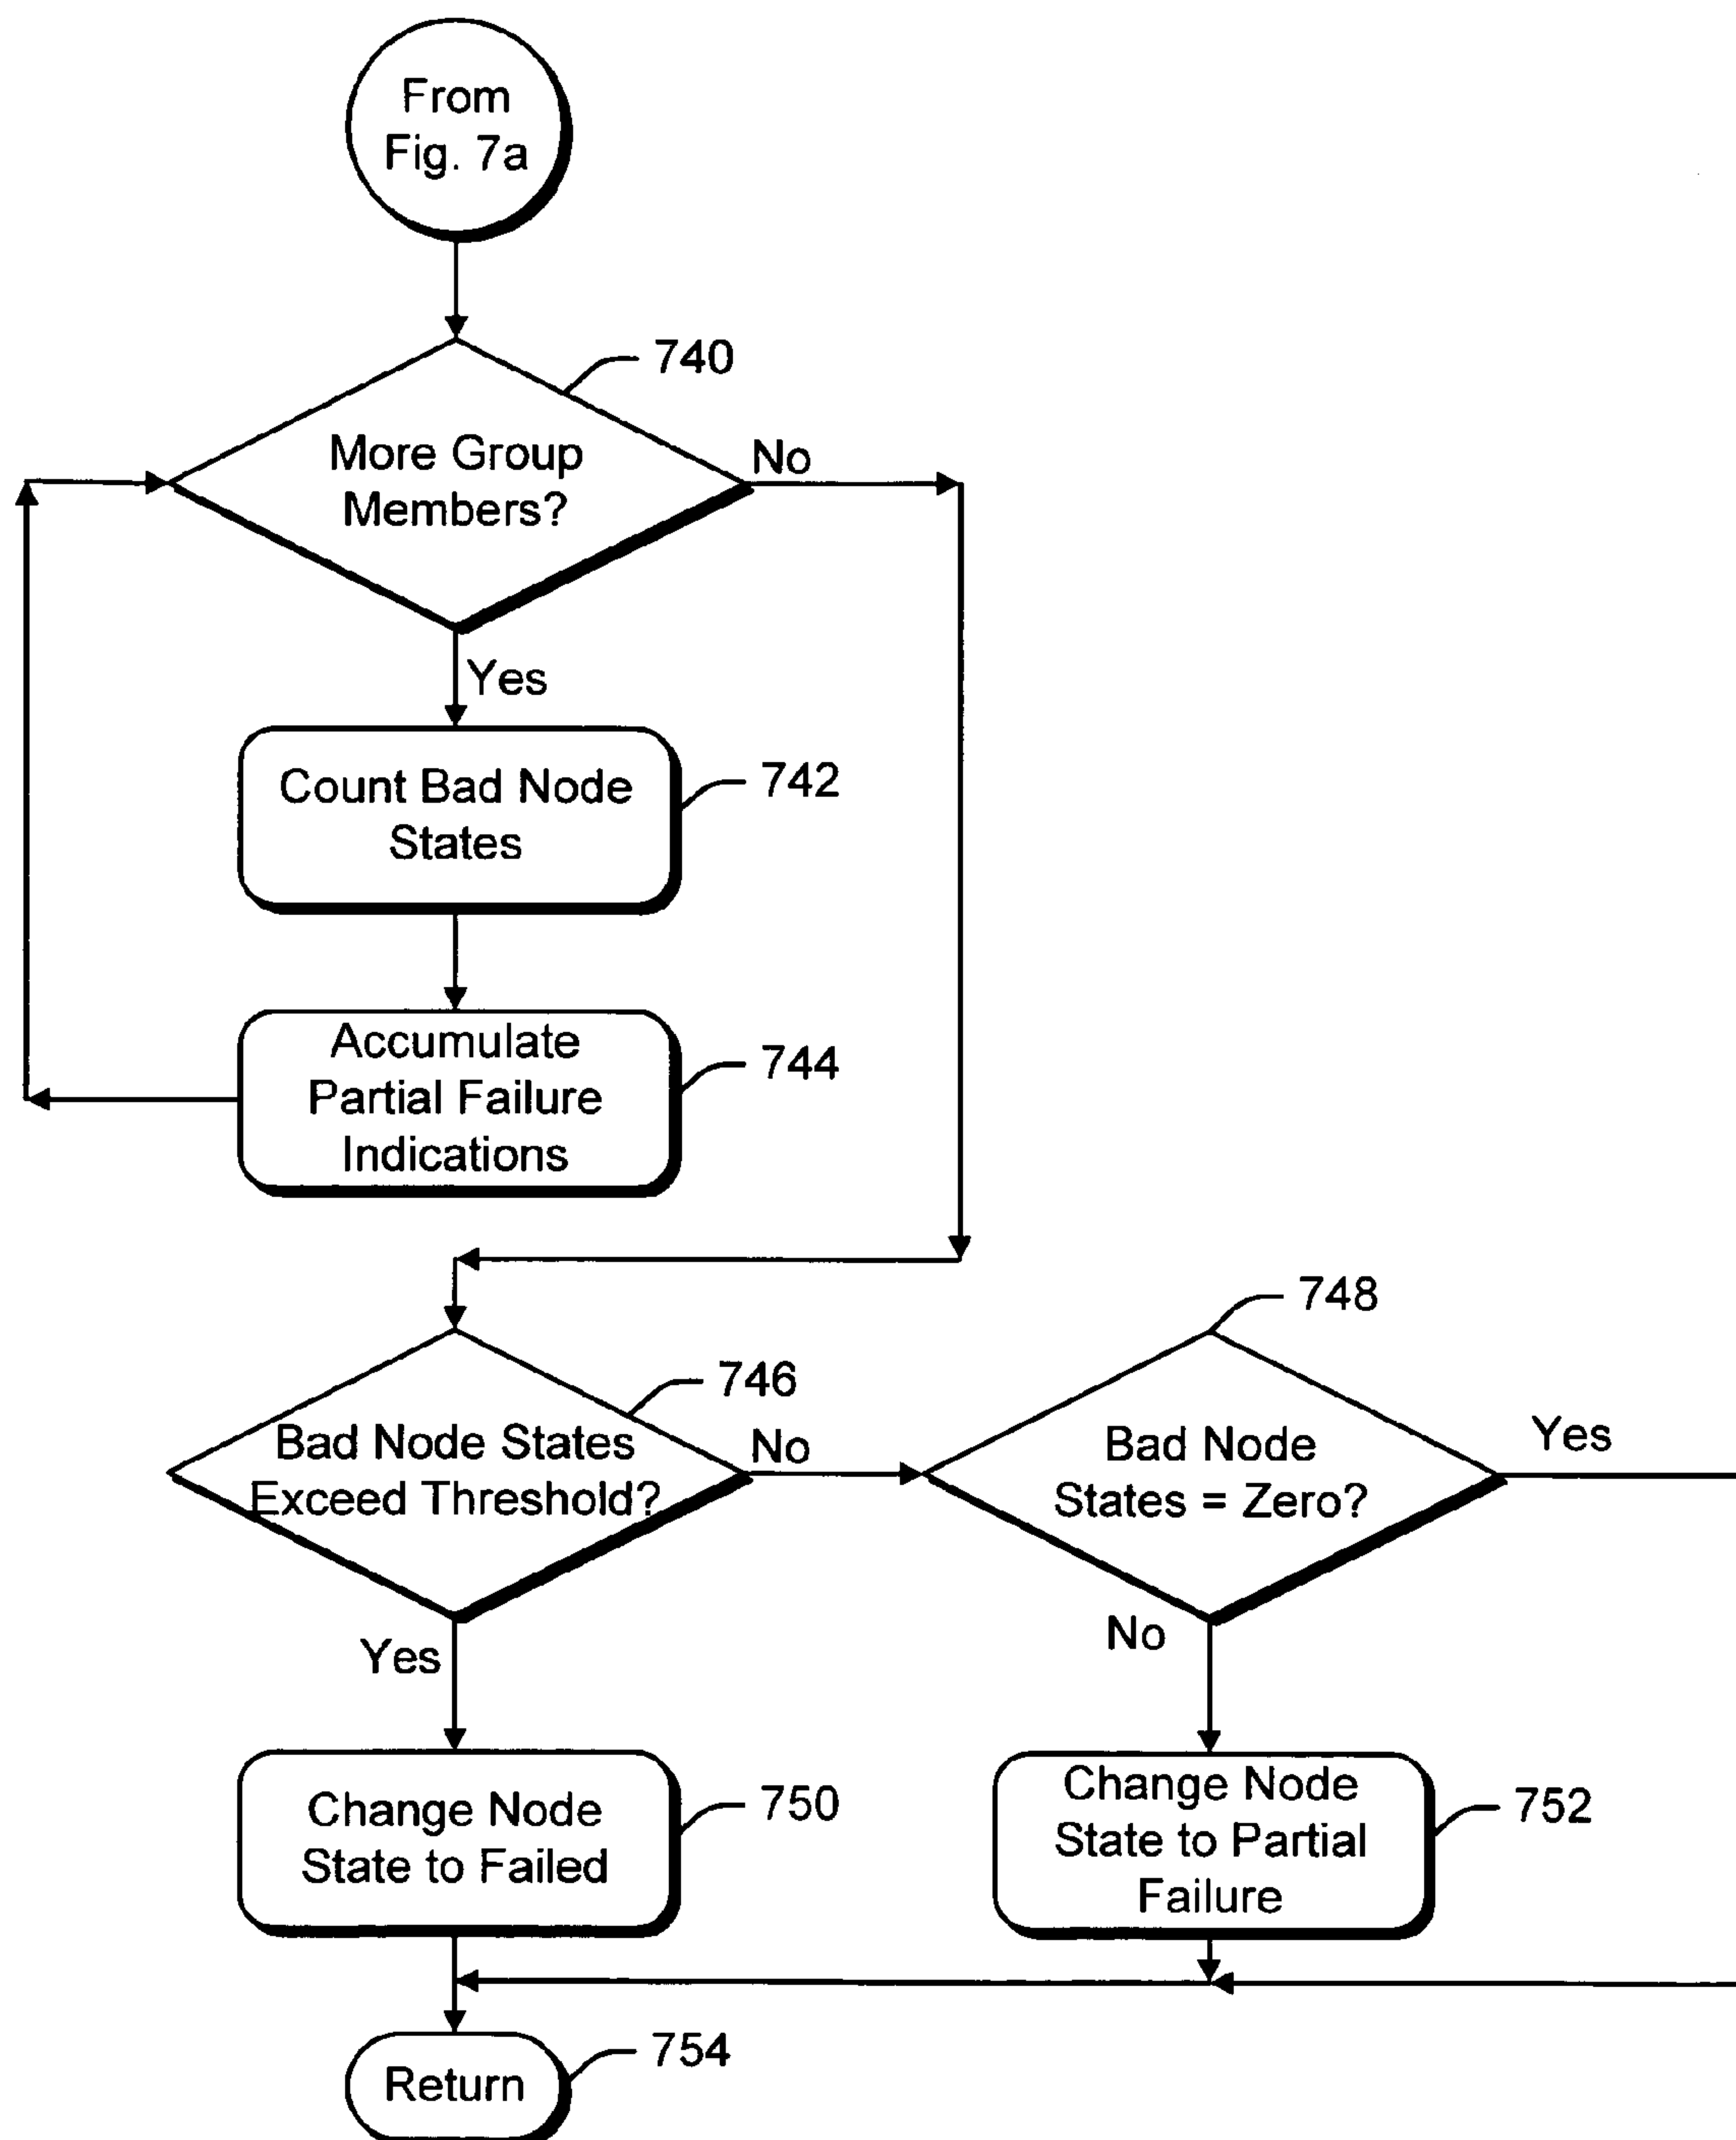 From
Fig. 7a
740
More Group
Members?
No
Yes
Count Bad Node
States
742
Accumulate
Partial Failure
Indications
744
748
746
Bad Node States
Exceed Threshold?
No
Bad Node
States = Zero?
Yes
Yes
No
Change Node
State to Failed
750
Change Node
State to Partial
Failure
752
Return
754